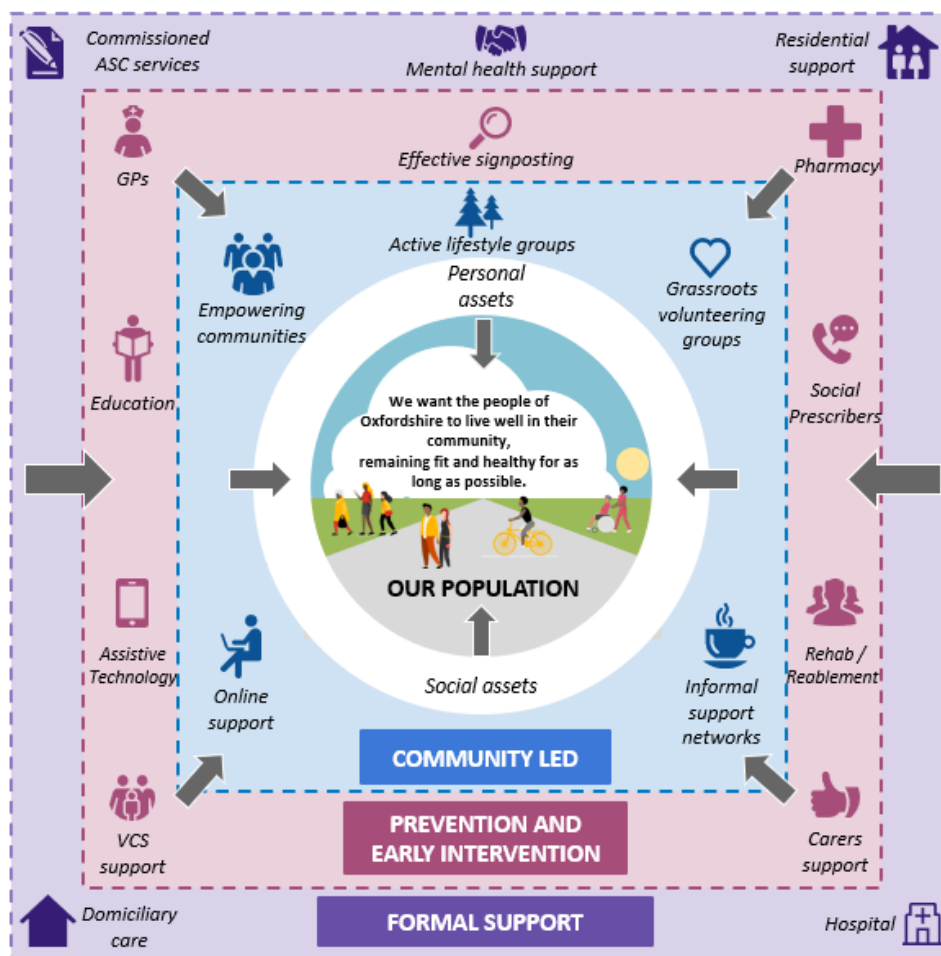 Commissioned
ASC services
Mental health support
Residential
support
GPs
Effective signposting
Pharmacy
Active lifestyle groups
Empowering
communities
Personal
assets
Grassroots
volunteering
groups
Education
Social
Prescribers
We want the people of
Oxfordshire to live well in their
community,
remaining fit and healthy for as
long as possible.
OUR POPULATION
Assistive
Technology
Online
support
Social assets
Informal
support
networks
Rehab /
Reablement
COMMUNITY LED
VCS
support
PREVENTION AND
EARLY INTERVENTION
Carers
support
Domiciliary
care
FORMAL SUPPORT
Hospital